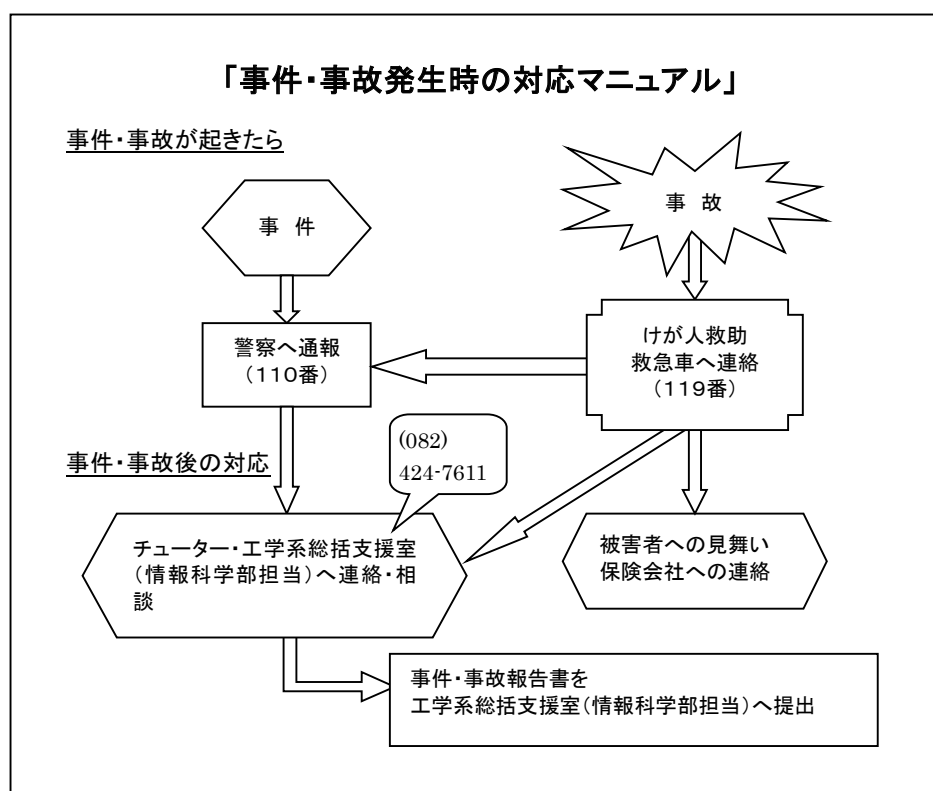 「事件・事故発生時の対応マニュアル」
事件・事故が起きたら
事 件
事 故
警察へ通報
(110番)
けが人救助
救急車へ連絡
(119番)
事件・事故後の対応
(082)
424-7611
チューター・工学系総括支援室
(情報科学部担当)へ連絡・相
談
被害者への見舞い
保険会社への連絡
事件・事故報告書を
工学系総括支援室(情報科学部担当)へ提出